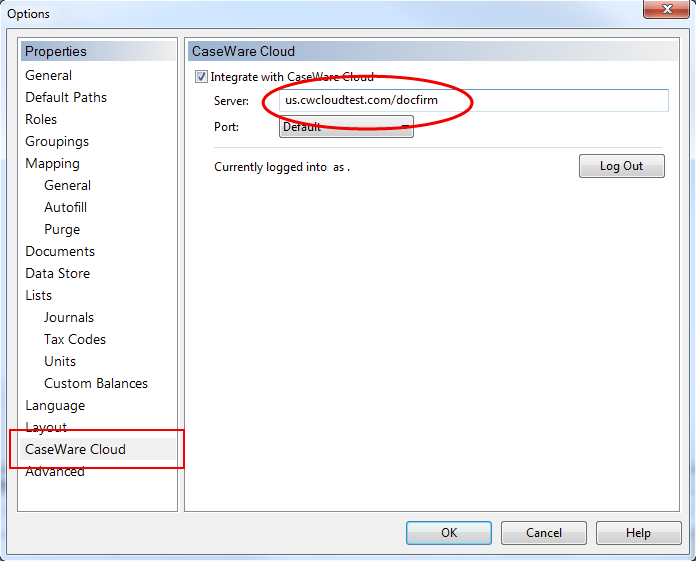 Options
Properties
General
Default Paths
Roles
Groupings
Mapping
General
Autofill
Purge
Documents
Data Store
Lists
Journals
Tax Codes
Units
Custom Balances
Language
Layout
CaseWare Cloud
Advanced
CaseWare Cloud
Integrate with CaseWare Cloud
Server: us.cwcloudtest.com/docfirm
Port: Default
Currently logged into as . Log Out
OK Cancel Help